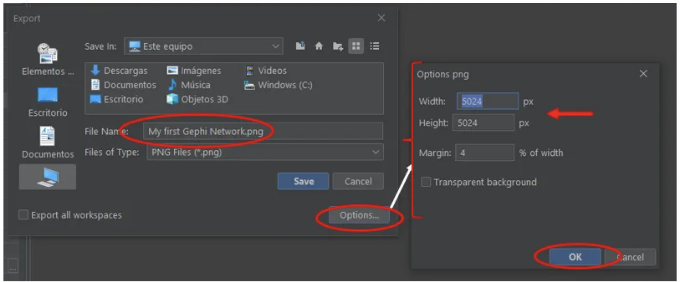 Export
Save In: Este equipo
Elementos ...
Escritorio
Documentos
Descargas Imágenes Videos
Documentos Música Windows (C:)
Escritorio Objetos 3D
File Name: My first Gephi Network.png
Files of Type: PNG Files (*.png)
Save Cancel
Export all workspaces
Options...
Options png
Width: 5024 px
Height: 5024 px
Margin: 4 % of width
Transparent background
OK Cancel